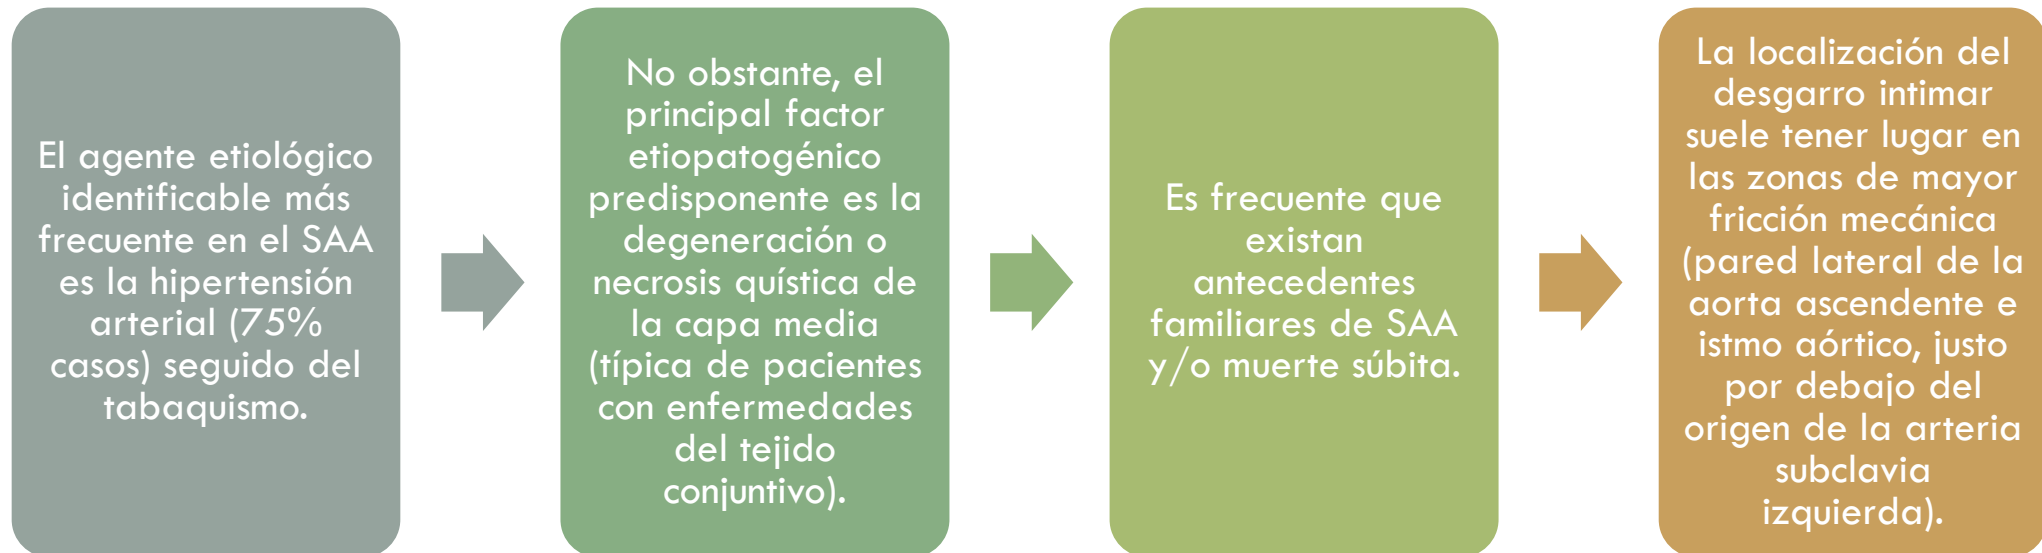 El agente etiológico
identificable más
frecuente en el SAA
es la hipertensión
arterial (75%
casos) seguido del
tabaquismo.
No obstante, el
principal factor
etiopatogénico
predisponente es la
degeneración o
necrosis quística de
la capa media
(típica de pacientes
con enfermedades
del tejido
conjuntivo).
Es frecuente que
existan
antecedentes
familiares de SAA
y/o muerte súbita.
La localización del
desgarro intimar
suele tener lugar en
las zonas de mayor
fricción mecánica
(pared lateral de la
aorta ascendente e
istmo aórtico, justo
por debajo del
origen de la arteria
subclavia
izquierda).